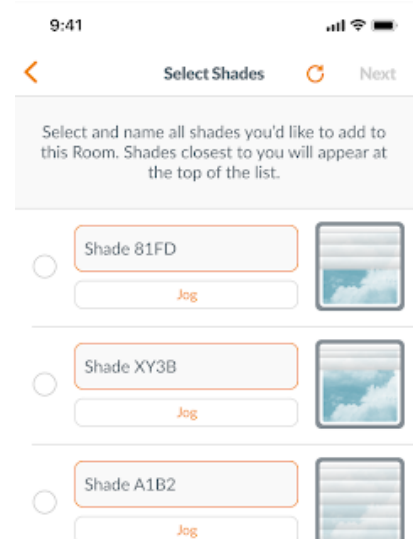 9:41
Select Shades
Next
Select and name all shades you'd like to add to
this Room. Shades closest to you will appear at
the top of the list.
Shade 81FD
Jog
Shade XY3B
Jog
Shade A1B2
Jog